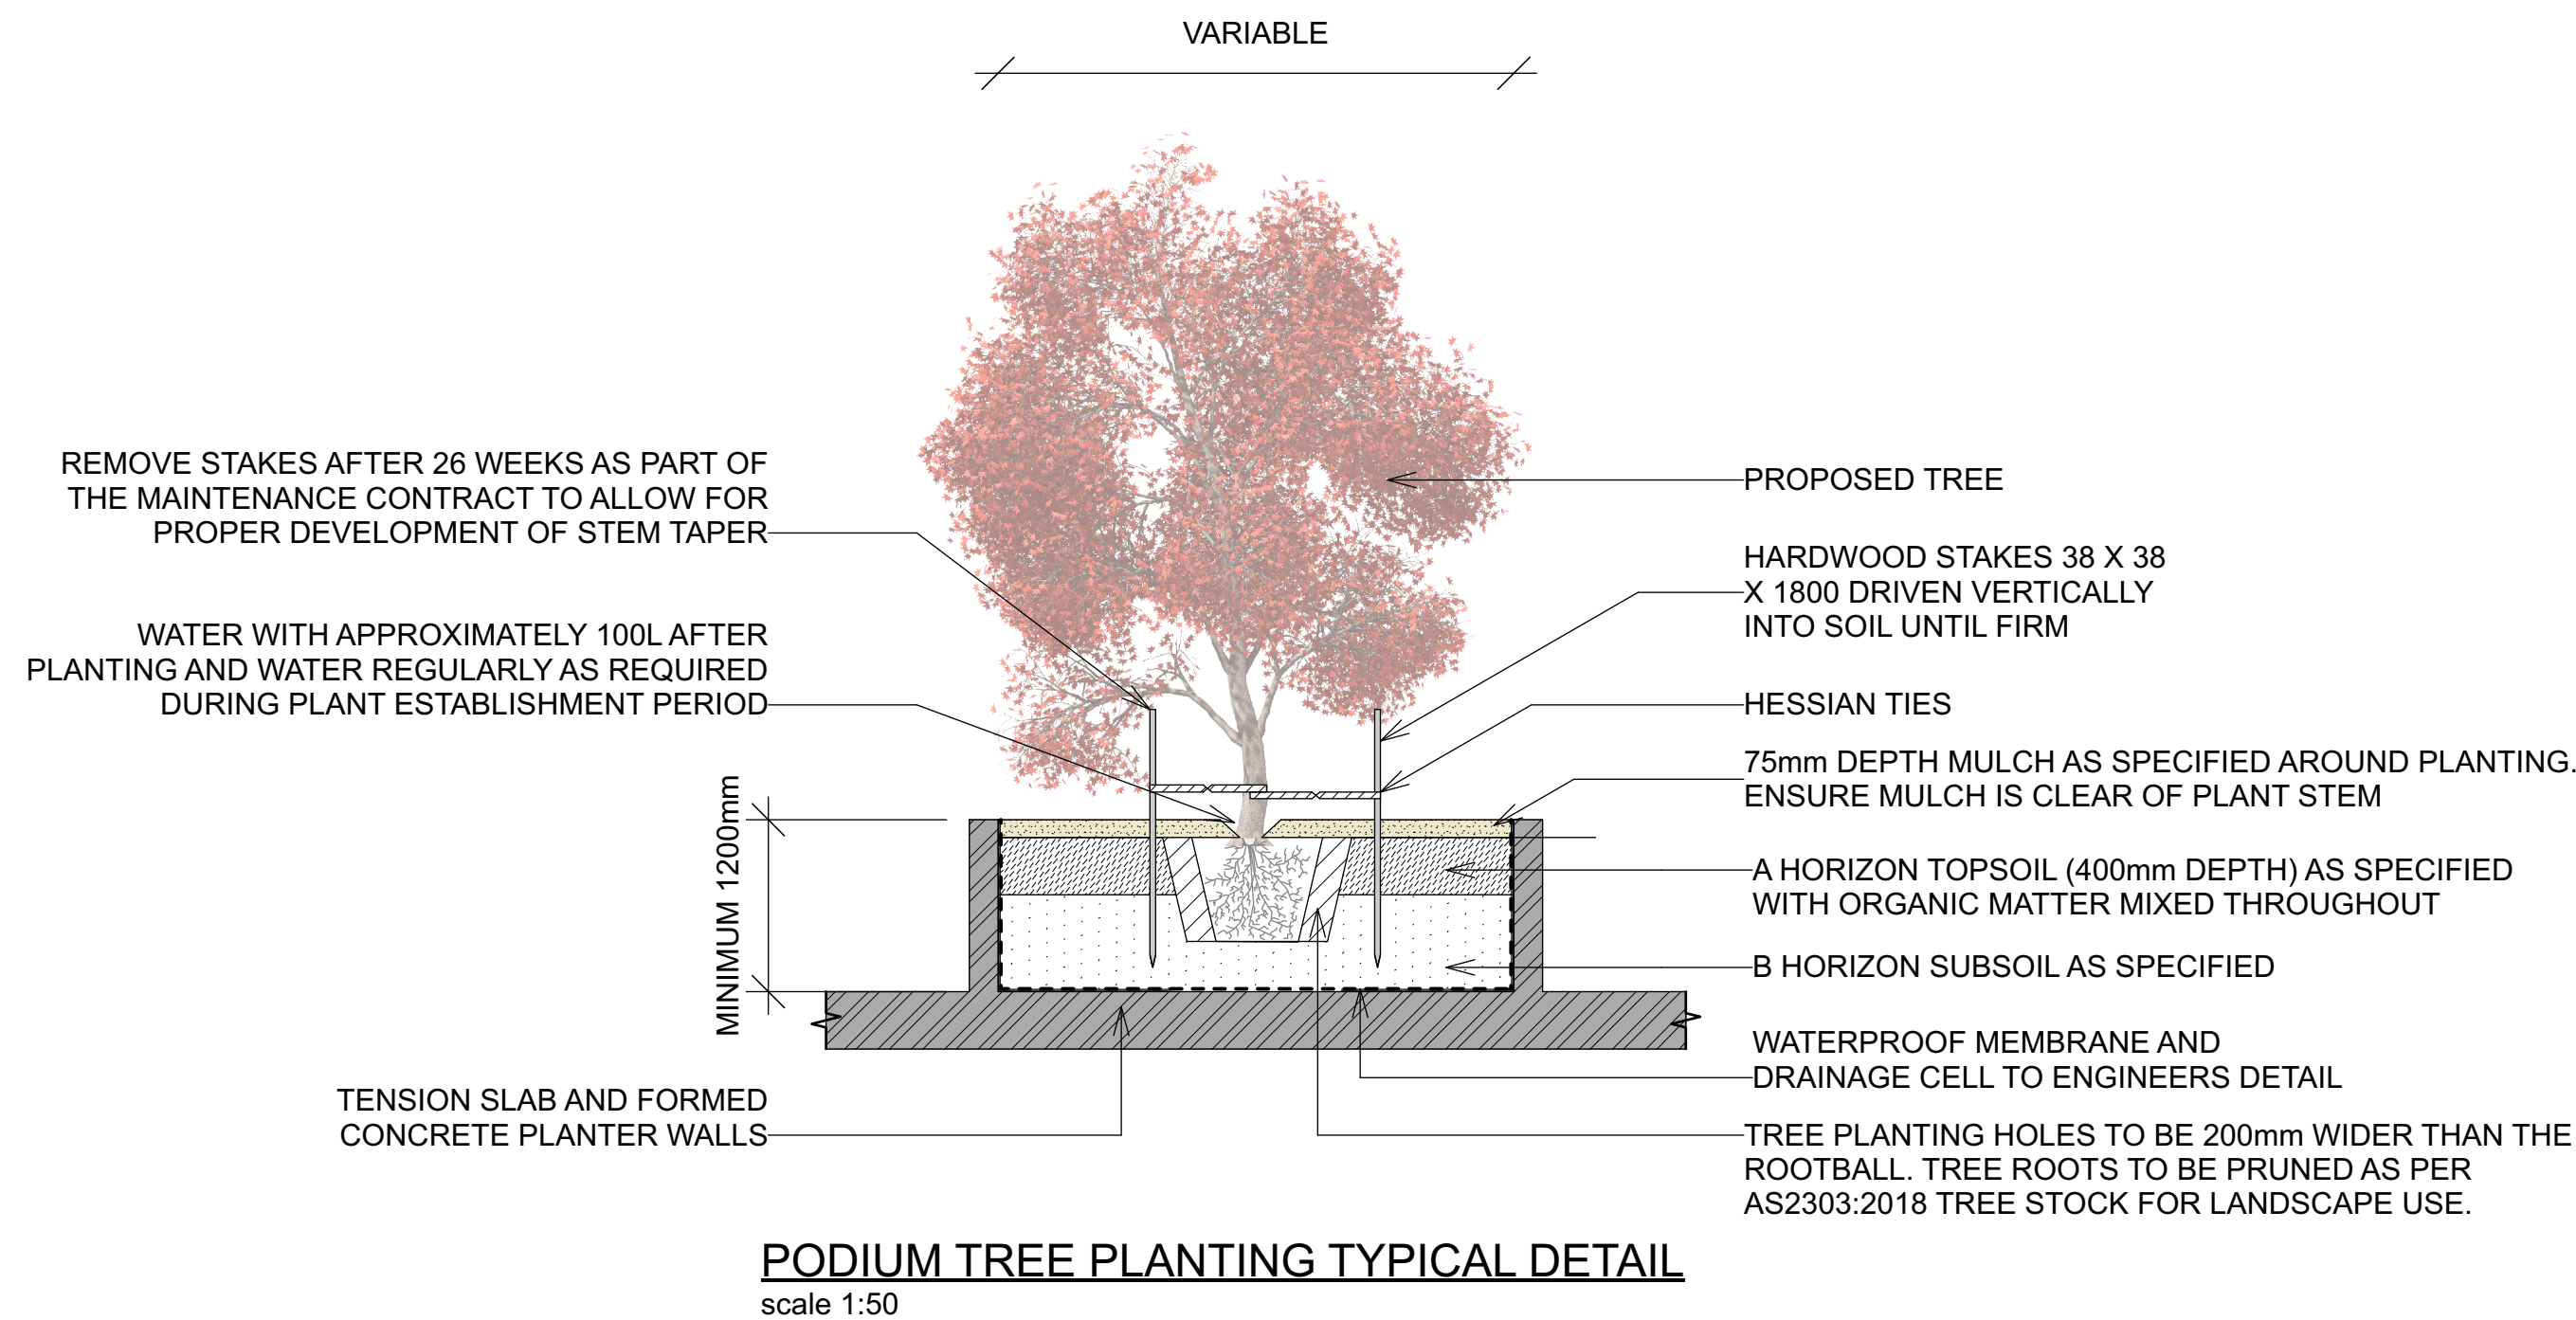 VARIABLE
REMOVE STAKES AFTER 26 WEEKS AS PART OF
THE MAINTENANCE CONTRACT TO ALLOW FOR
PROPER DEVELOPMENT OF STEM TAPER
WATER WITH APPROXIMATELY 100L AFTER
PLANTING AND WATER REGULARLY AS REQUIRED
DURING PLANT ESTABLISHMENT PERIOD
MINIMUM 1200mm
TENSION SLAB AND FORMED
CONCRETE PLANTER WALLS
PROPOSED TREE
HARDWOOD STAKES 38 X 38
X 1800 DRIVEN VERTICALLY
INTO SOIL UNTIL FIRM
HESSIAN TIES
75mm DEPTH MULCH AS SPECIFIED AROUND PLANTING.
ENSURE MULCH IS CLEAR OF PLANT STEM
A HORIZON TOPSOIL (400mm DEPTH) AS SPECIFIED
WITH ORGANIC MATTER MIXED THROUGHOUT
B HORIZON SUBSOIL AS SPECIFIED
WATERPROOF MEMBRANE AND
DRAINAGE CELL TO ENGINEERS DETAIL
TREE PLANTING HOLES TO BE 200mm WIDER THAN THE
ROOTBALL. TREE ROOTS TO BE PRUNED AS PER
AS2303:2018 TREE STOCK FOR LANDSCAPE USE.
PODIUM TREE PLANTING TYPICAL DETAIL
scale 1:50